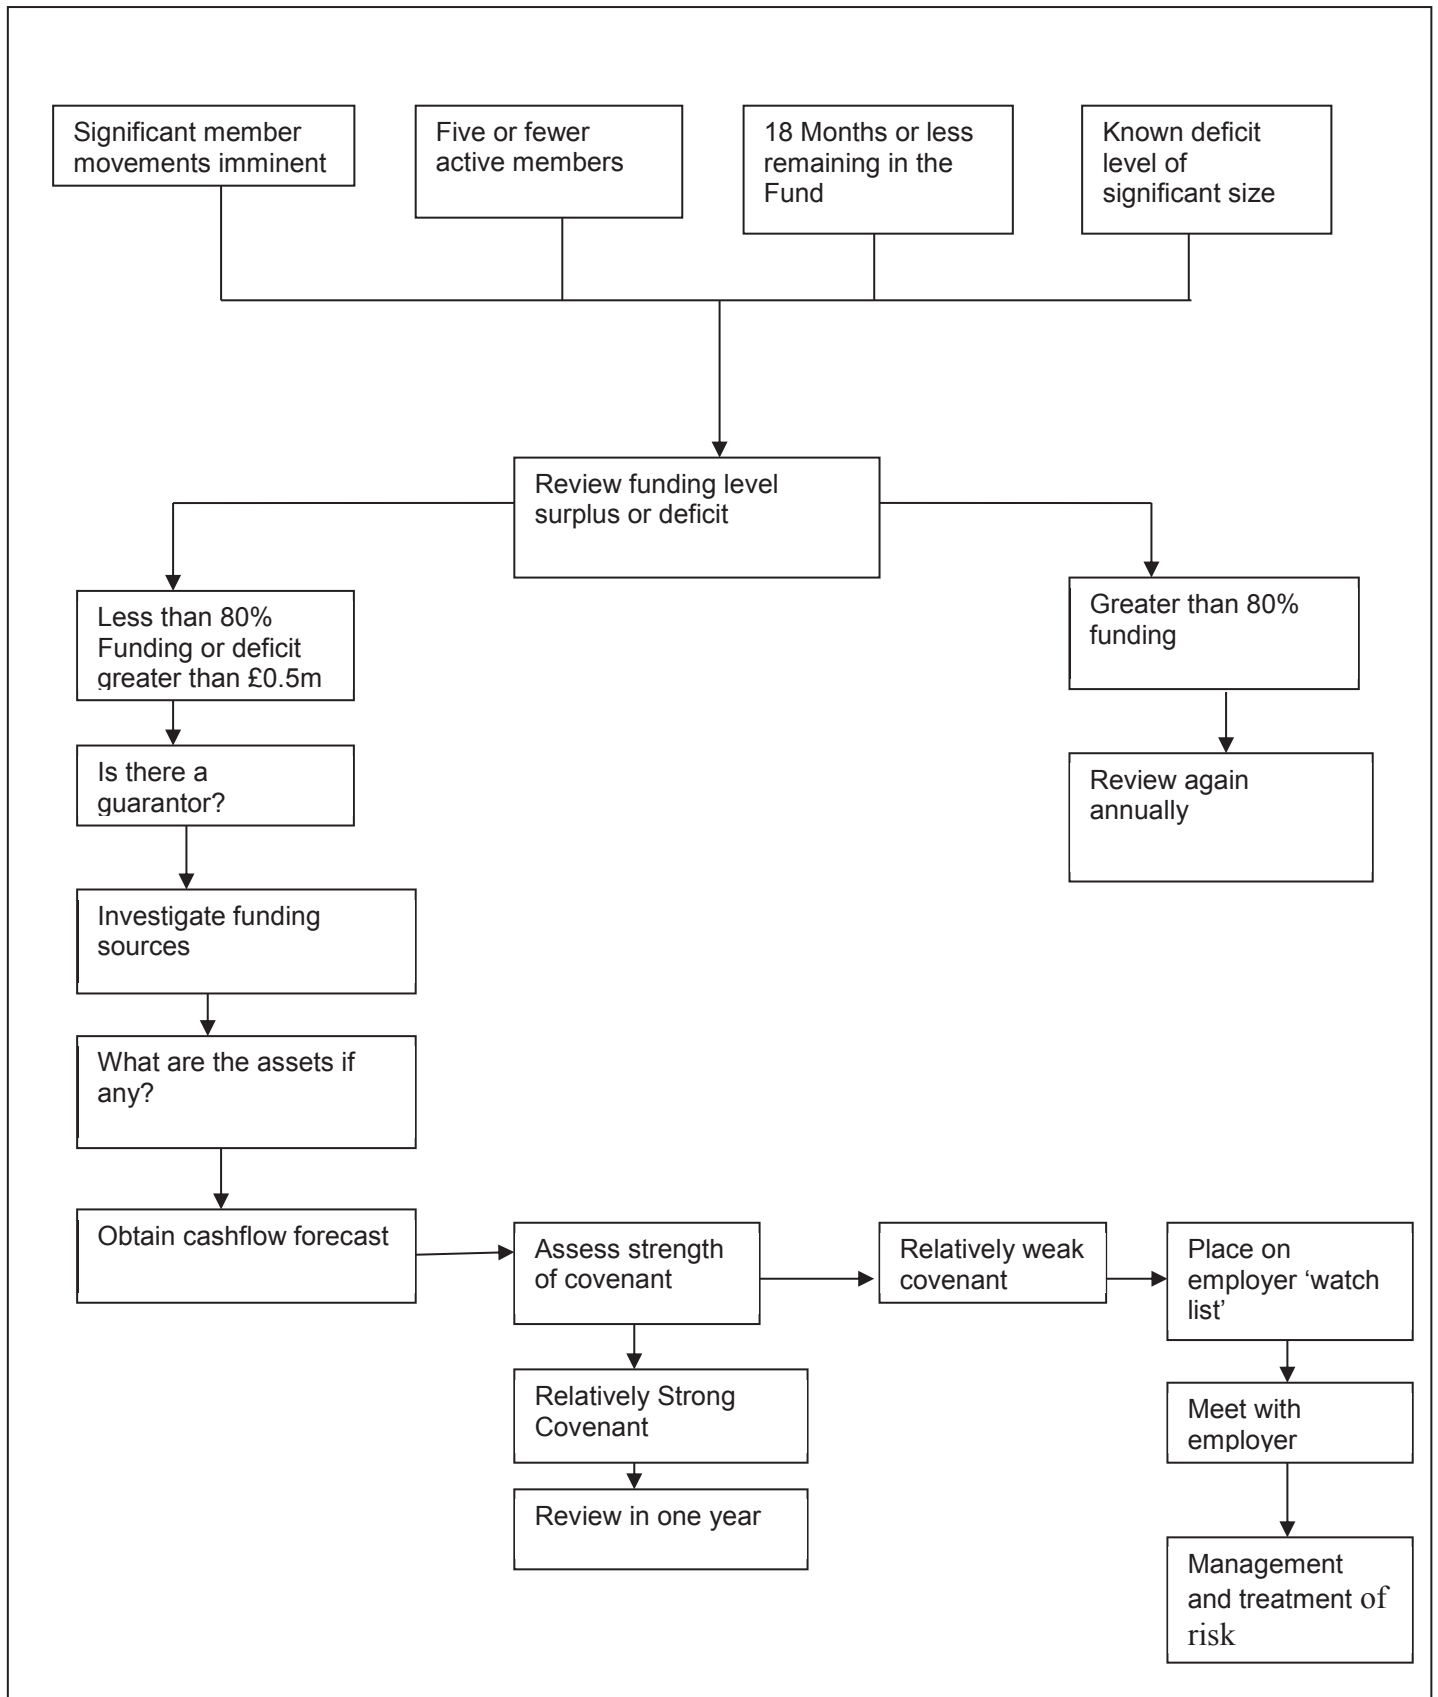 Significant member
movements imminent
Five or fewer
active members
18 Months or less
remaining in the
Fund
Known deficit
level of
significant size
Review funding level
surplus or deficit
Less than 80%
Funding or deficit
greater than £0.5m
Greater than 80%
funding
Is there a
guarantor?
Review again
annually
Investigate funding
sources
What are the assets if
any?
Obtain cashflow forecast
Assess strength
of covenant
Relatively weak
covenant
Place on
employer ‘watch
list’
Relatively Strong
Covenant
Meet with
employer
Review in one year
Management
and treatment of
risk